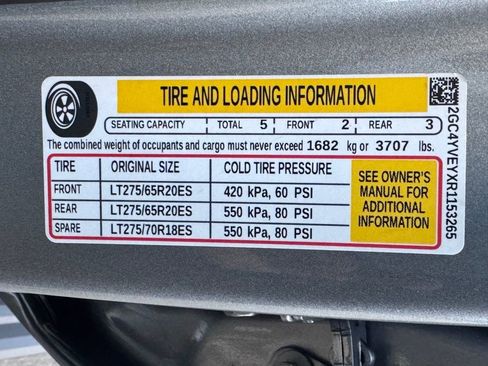 TIRE AND LOADING INFORMATION
SEATING CAPACITY TOTAL 5 FRONT 2 REAR 3
The combined weight of occupants and cargo must never exceed 1682 kg or 3707 lbs.
TIRE ORIGINAL SIZE COLD TIRE PRESSURE
FRONT LT275/65R20ES 420 kPa, 60 PSI
REAR LT275/65R20ES 550 kPa, 80 PSI
SPARE LT275/70R18ES 550 kPa, 80 PSI
SEE OWNER'S
MANUAL FOR
ADDITIONAL
INFORMATION
2GC4YVEYXR1153265